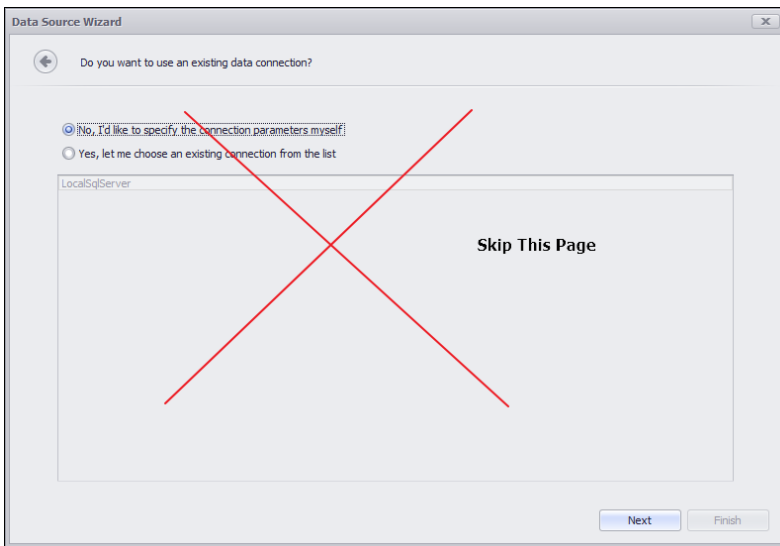 Data Source Wizard
Do you want to use an existing data connection?
No, I'd like to specify the connection parameters myself
Yes, let me choose an existing connection from the list
LocalSqlServer
Skip This Page
Next Finish